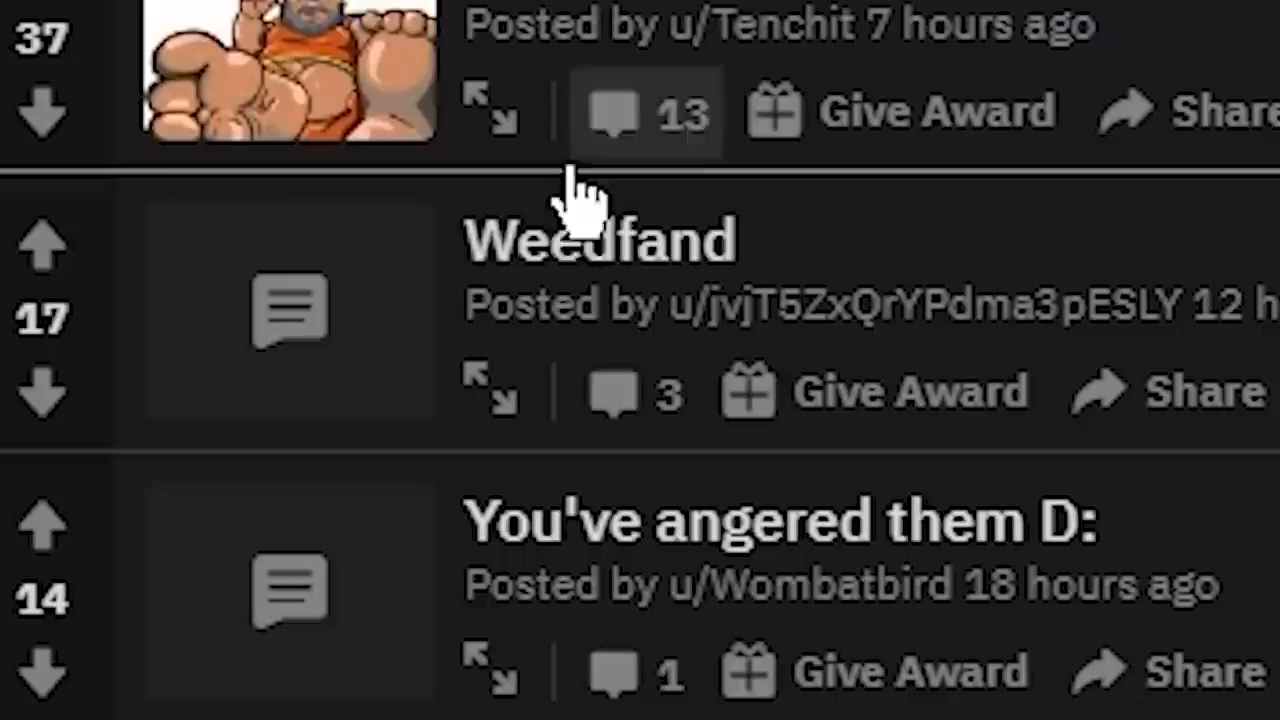 37
Posted by u/Tenchit 7 hours ago
13 Give Award Share
Weedfand
17
Posted by u/jvjT5ZxQrYPdma3pESLY 12 h
3 Give Award Share
You've angered them D:
14
Posted by u/Wombatbird 18 hours ago
1 Give Award Share